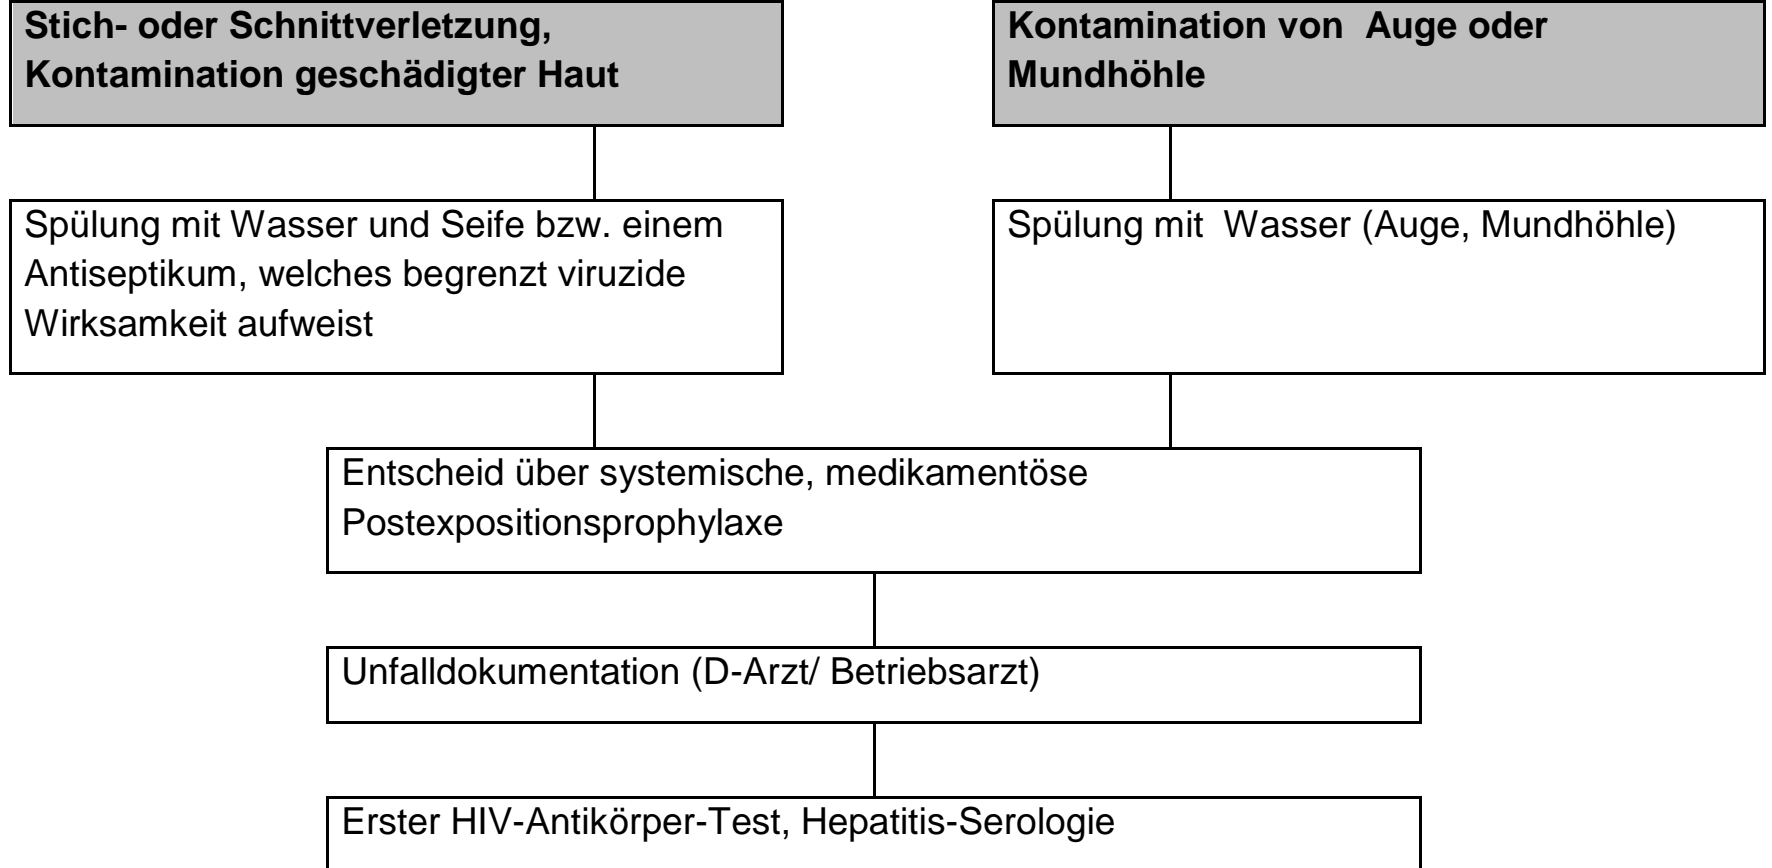 Stich- oder Schnittverletzung,
Kontamination geschädigter Haut
Kontamination von  Auge oder
Mundhöhle
Spülung mit Wasser und Seife bzw. einem
Antiseptikum, welches begrenzt viruzide
Wirksamkeit aufweist
Spülung mit  Wasser (Auge, Mundhöhle)
Entscheid über systemische, medikamentöse
Postexpositionsprophylaxe
Unfalldokumentation (D-Arzt/ Betriebsarzt)
Erster HIV-Antikörper-Test, Hepatitis-Serologie